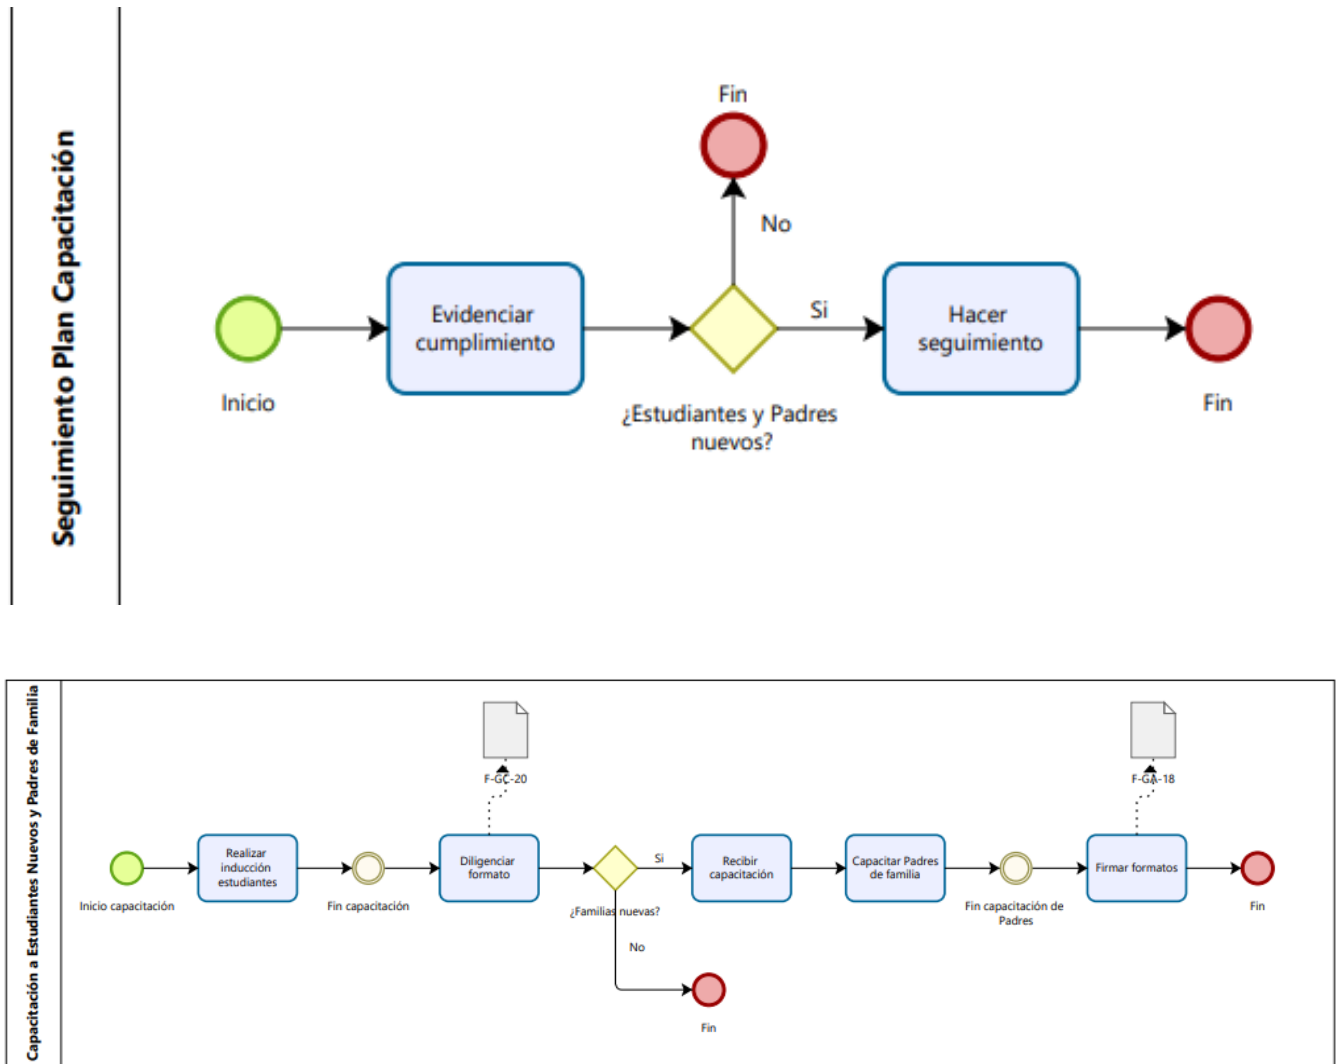 Seguimiento Plan Capacitación
Fin
No
Evidenciar
cumplimiento
Si
Hacer
seguimiento
Inicio
¿Estudiantes y Padres
nuevos?
Fin
Capacitación a Estudiantes Nuevos y Padres de Familia
F-GC-20
F-GA-18
Realizar
inducción
estudiantes
Diligenciar
formato
Si
Recibir
capacitación
Capacitar Padres
de familia
Firmar formatos
Inicio capacitación
Fin capacitación
¿Familias nuevas?
Fin capacitación de
Padres
Fin
No
Fin